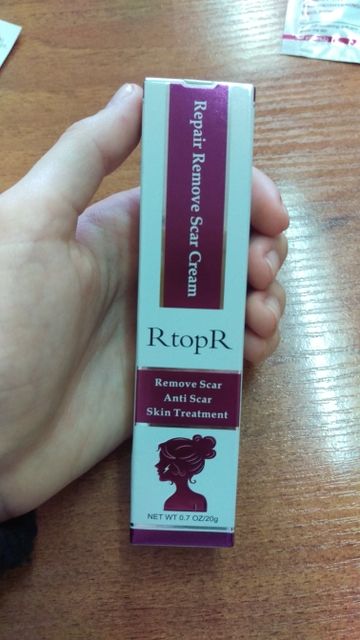 Repair Remove Scar Cream
RtopR
Remove Scar
Anti Scar
Skin Treatment
NET WT 0.7 OZ/20g